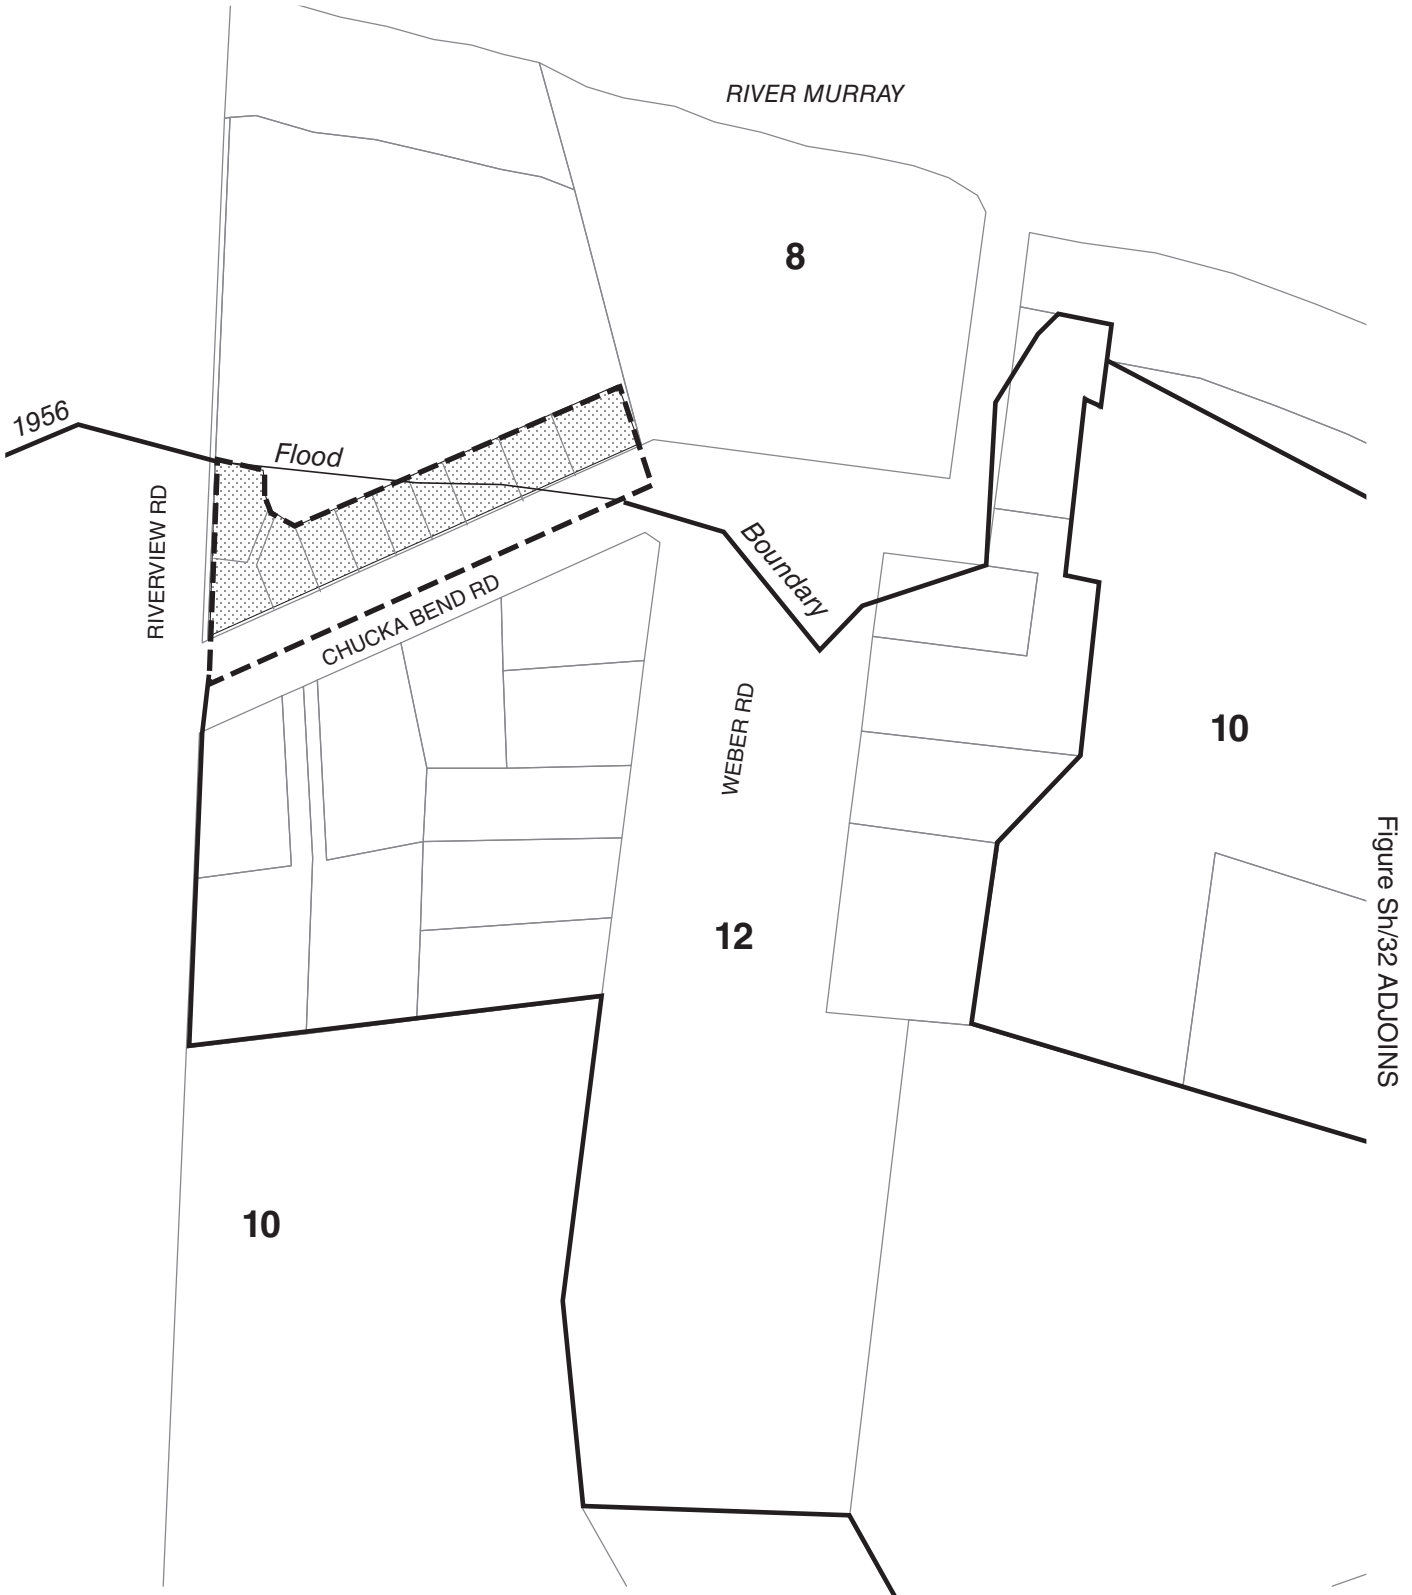 RIVER MURRAY
8
1956
Flood
RIVERVIEW RD
Boundary
CHUCKA BEND RD
WEBER RD
10
12
Figure Sh/32 ADJOINS
10